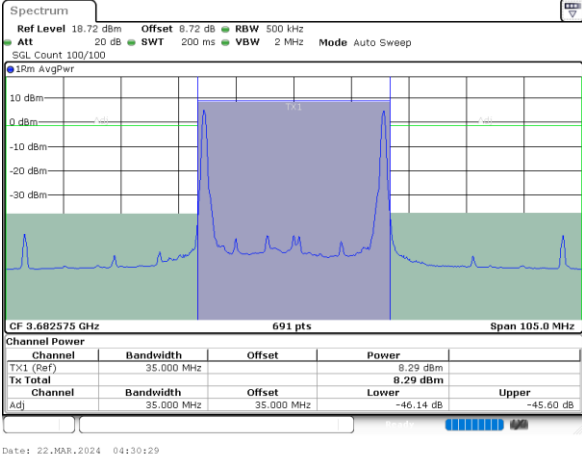 Spectrum
Ref Level 18.72 dBm Offset 8.72 dB RBW 500 kHz
Att 20 dB SWT 200 ms VBW 2 MHz Mode Auto Sweep
SGL Count 100/100
1Rm AvgPwr
10 dBm
TX1
0 dBm Adj Adj
-10 dBm
-20 dBm
-30 dBm
CF 3.682575 GHz 691 pts Span 105.0 MHz
Channel Power
Channel Bandwidth Offset Power
TX1 (Ref) 35.000 MHz 8.29 dBm
Tx Total 8.29 dBm
Channel Bandwidth Offset Lower Upper
Adj 35.000 MHz 35.000 MHz -46.14 dB -45.60 dB
Ready
Date: 22.MAR.2024 04:30:29